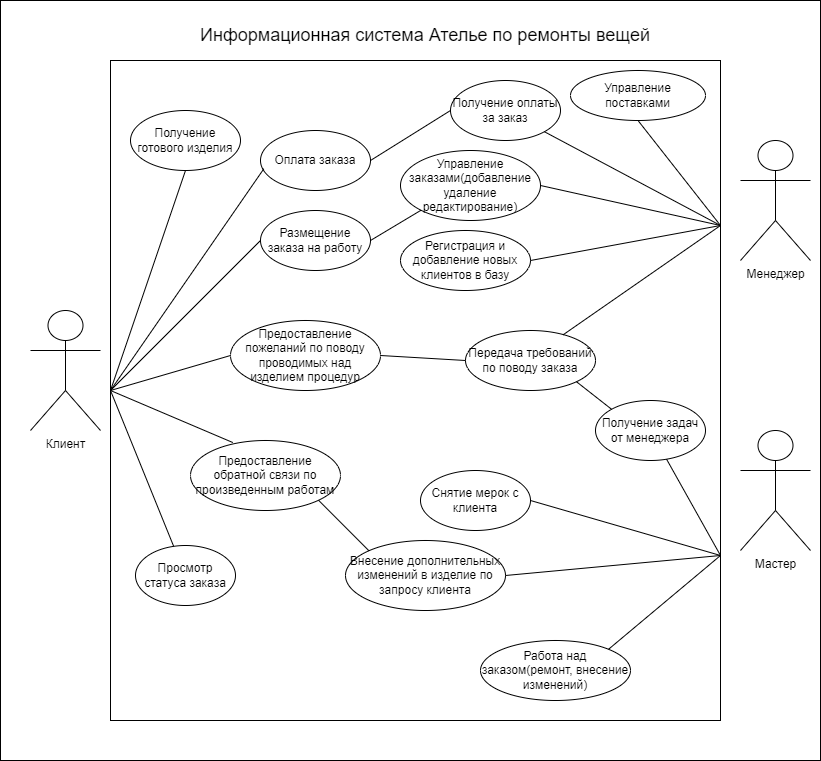 Информационная система Ателье по ремонты вещей
Получение оплаты
за заказ
Управление
поставками
Получение
готового изделия
Оплата заказа
Управление
заказами(добавление
удаление
редактирование)
Размещение
заказа на работу
Регистрация и
добавление новых
клиентов в базу
Менеджер
Предоставление
пожеланий по поводу
проводимых над
изделием процедур
Передача требований
по поводу заказа
Клиент
Получение задач
от менеджера
Предоставление
обратной связи по
произведенным работам
Снятие мерок с
клиента
Просмотр
статуса заказа
Внесение дополнительных
изменений в изделие по
запросу клиента
Мастер
Работа над
заказом(ремонт, внесение
изменений)